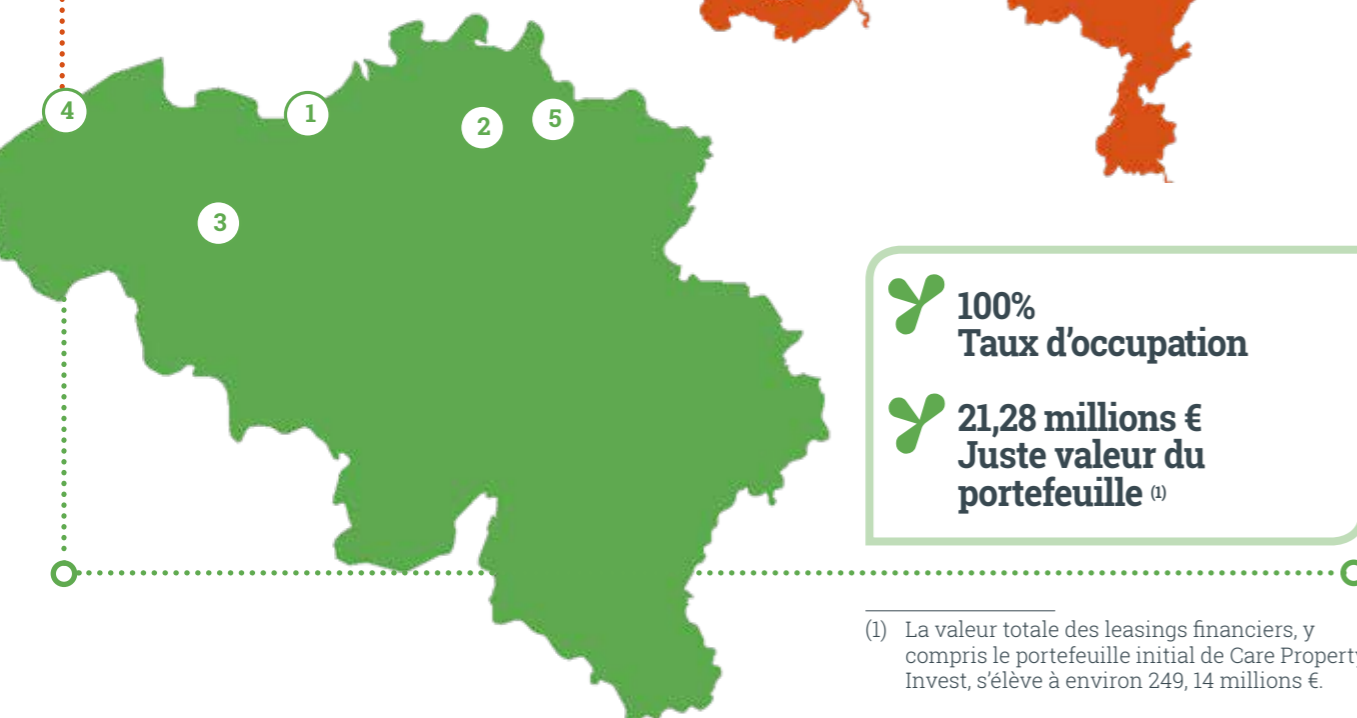 4
1
2
5
3
100%
Taux d'occupation
21,28 millions €
Juste valeur du
portefeuille (1)
(1) La valeur totale des leasings financiers, y
compris le portefeuille initial de Care Property
Invest, s'élève à environ 249, 14 millions €.